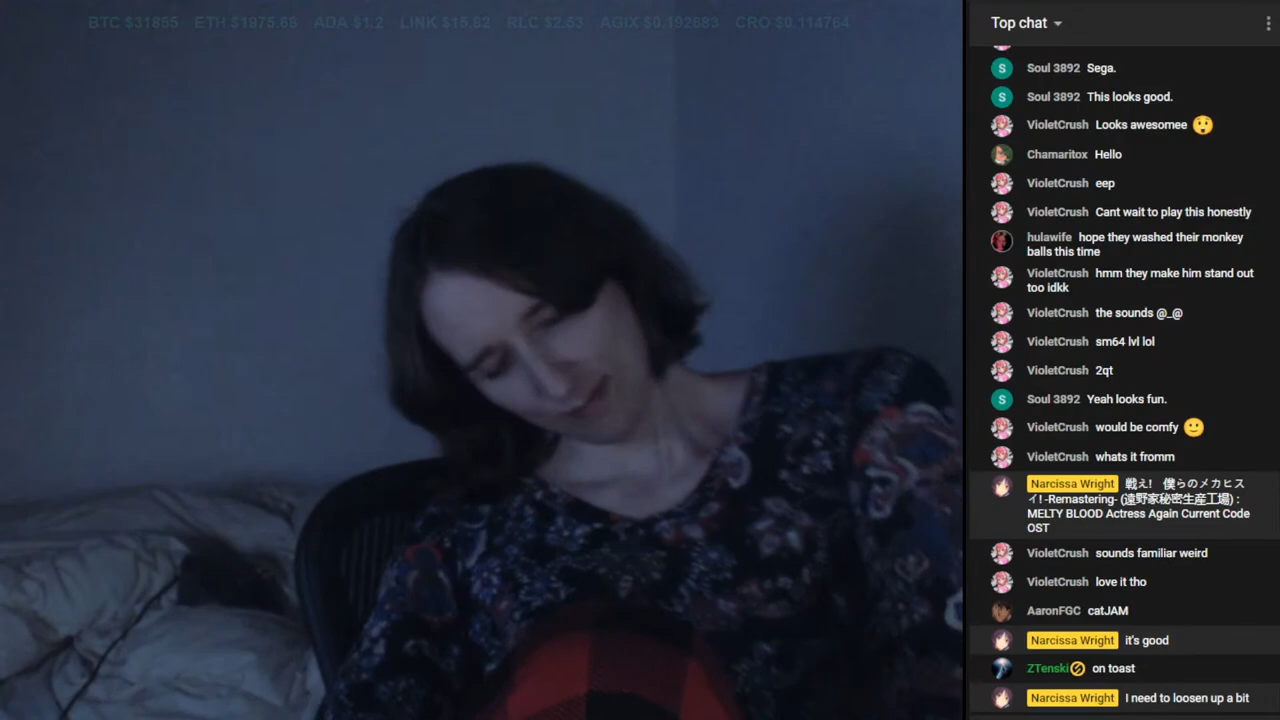 BTC $31855 ETH $1975.68 ADA $1.2 LINK $15.82 RLC $2.53 AGIX $0.192683 CRO $0.114764
Top chat
S Soul 3892 Sega.
S Soul 3892 This looks good.
VioletCrush Looks awesomee 😲
Chamaritox Hello
VioletCrush eep
VioletCrush Cant wait to play this honestly
hulawife hope they washed their monkey
balls this time
VioletCrush hmm they make him stand out
too idkk
VioletCrush the sounds @_@
VioletCrush sm64 lvl lol
VioletCrush 2qt
S Soul 3892 Yeah looks fun.
VioletCrush would be comfy 🙂
VioletCrush whats it fromm
Narcissa Wright 戦え! 僕らのメカヒス
イ! -Remastering- (遠野家秘密生産工場) :
MELTY BLOOD Actress Again Current Code
OST
VioletCrush sounds familiar weird
VioletCrush love it tho
AaronFGC catJAM
Narcissa Wright it's good
ZTenski on toast
Narcissa Wright I need to loosen up a bit